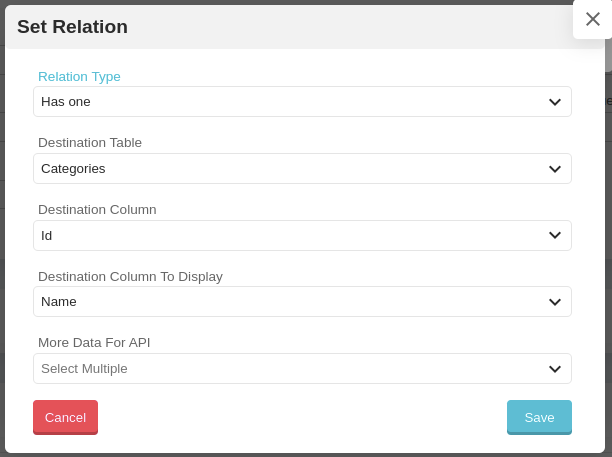 Set Relation
Relation Type
Has one
Destination Table
Categories
Destination Column
Id
Destination Column To Display
Name
More Data For API
Select Multiple
Cancel
Save